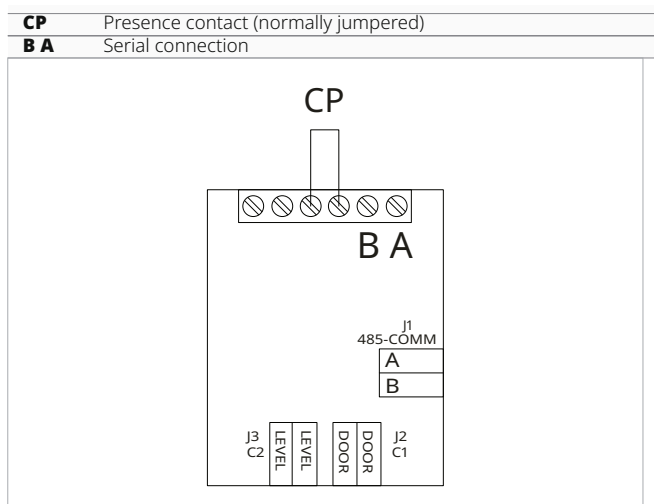 CP Presence contact (normally jumpered)
B A Serial connection
CP
B A
J1
485-COMM
A
B
J3
C2
LEVEL
LEVEL
DOOR
DOOR
J2
C1